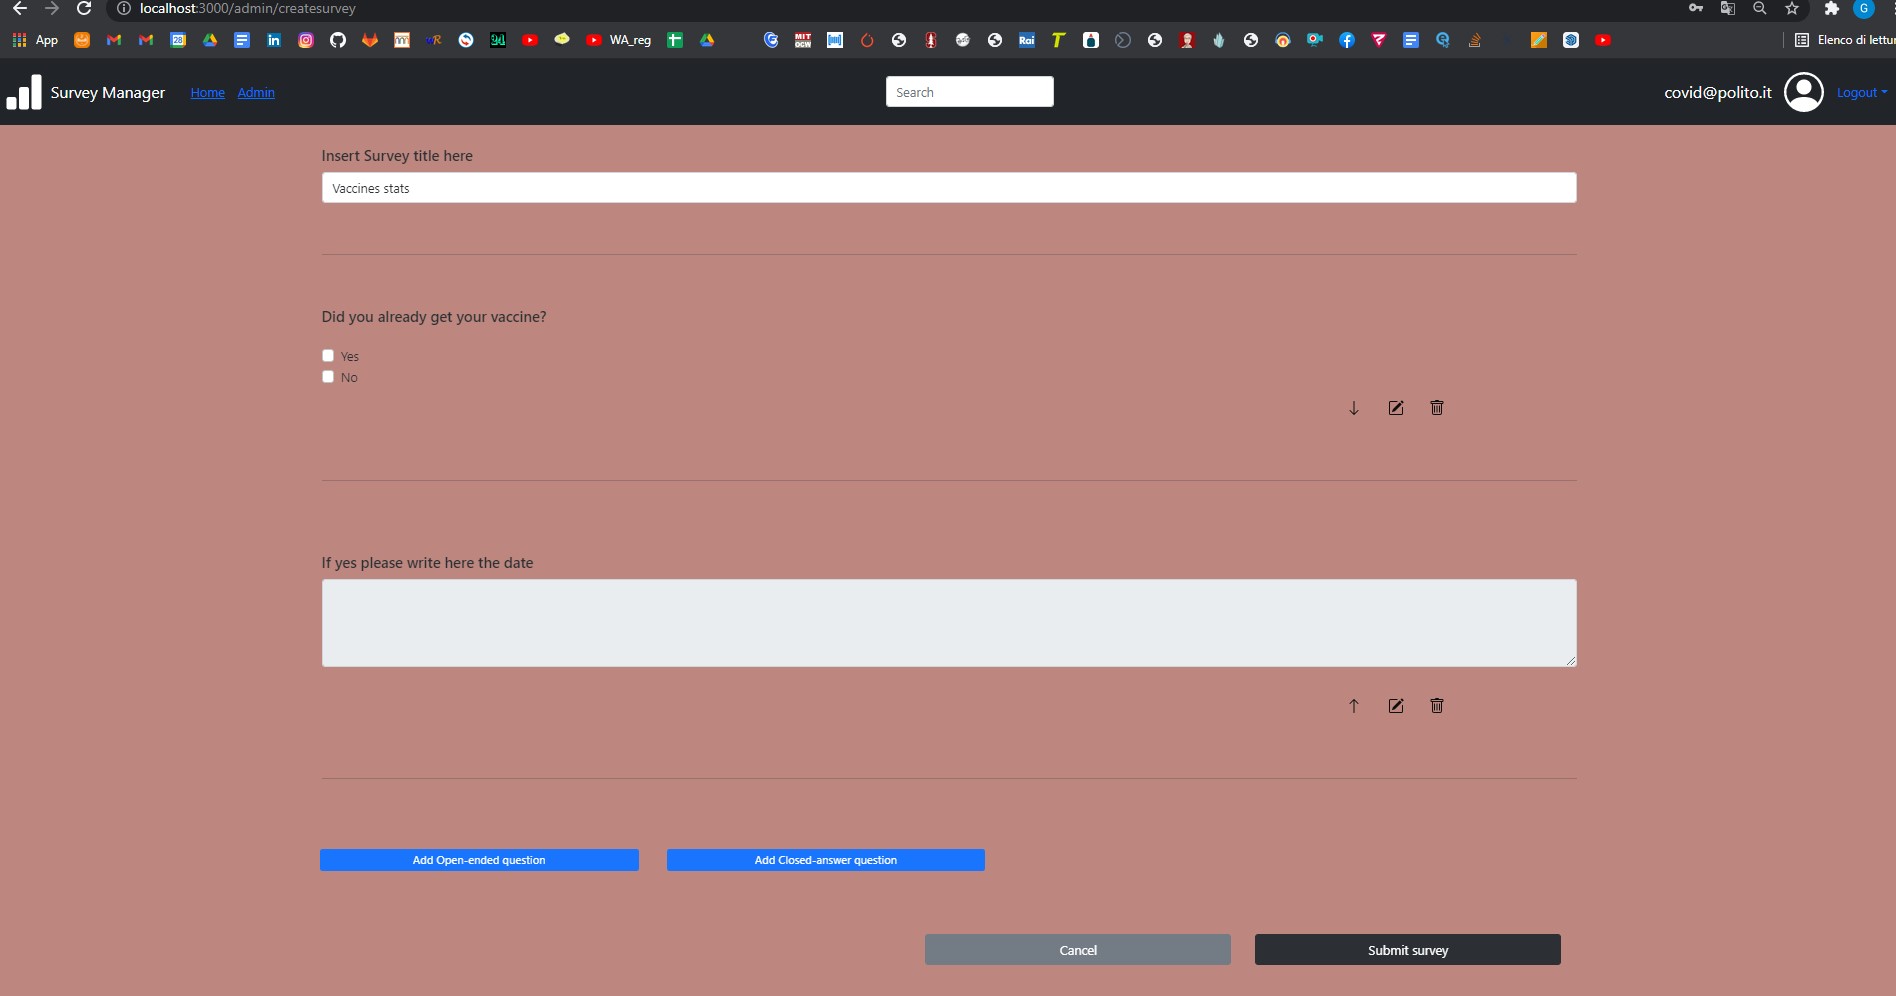 localhost:3000/admin/createsurvey
App WA_reg Elenco di lettur
Survey Manager Home Admin Search covid@polito.it Logout
Insert Survey title here
Vaccines stats
Did you already get your vaccine?
Yes
No
If yes please write here the date
Add Open-ended question Add Closed-answer question
Cancel Submit survey